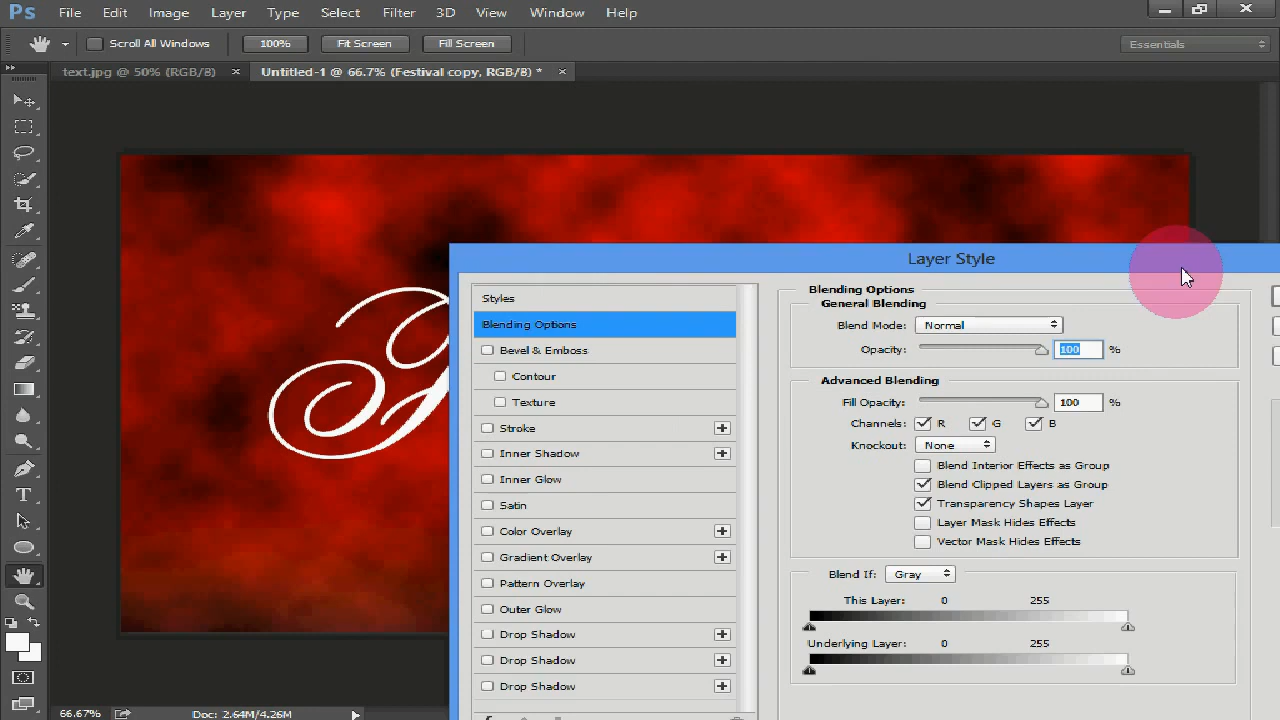 Ps File Edit Image Layer Type Select Filter 3D View Window Help
Scroll All Windows 100% Fit Screen Fill Screen Essentials
text.jpg @ 50% (RGB/8) × Untitled-1 @ 66.7% (Festival copy, RGB/8) * ×
Layer Style
Styles
Blending Options
Bevel & Emboss
Contour
Texture
Stroke
Inner Shadow
Inner Glow
Satin
Color Overlay
Gradient Overlay
Pattern Overlay
Outer Glow
Drop Shadow
Drop Shadow
Drop Shadow
Blending Options
General Blending
Blend Mode: Normal
Opacity: 100 %
Advanced Blending
Fill Opacity: 100 %
Channels: R G B
Knockout: None
Blend Interior Effects as Group
Blend Clipped Layers as Group
Transparency Shapes Layer
Layer Mask Hides Effects
Vector Mask Hides Effects
Blend If: Gray
This Layer: 0 255
Underlying Layer: 0 255
66.67% Doc: 2.64M/4.26M